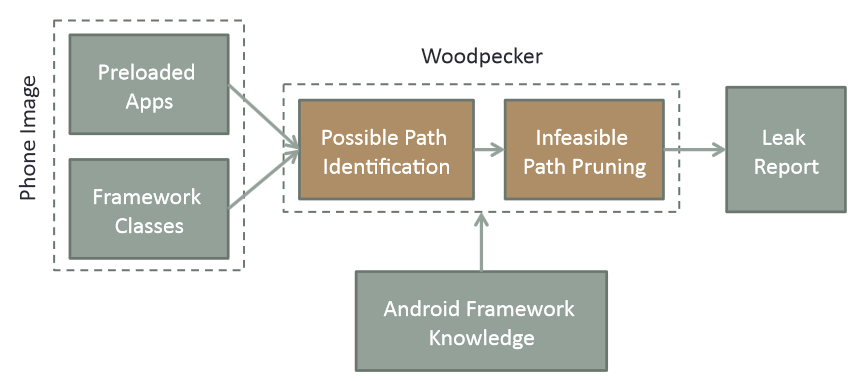 Phone Image
Preloaded
Apps
Framework
Classes
Woodpecker
Possible Path
Identification
Infeasible
Path Pruning
Leak
Report
Android Framework
Knowledge